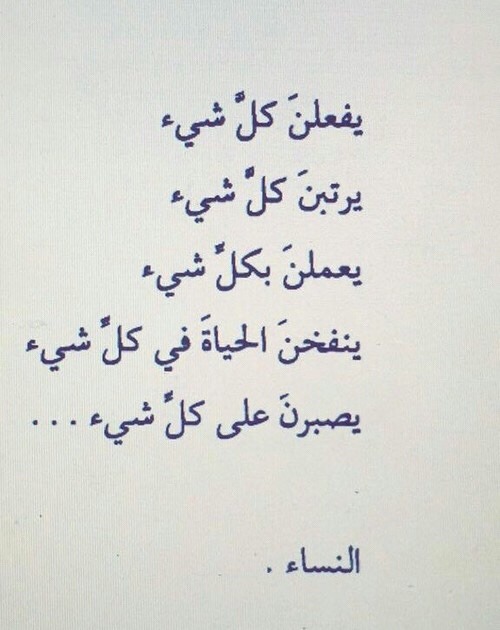 يفعلنَ كلَّ شيء
يرتبنَ كلَّ شيء
يعملنَ بكلِّ شيء
ينفخنَ الحياةَ في كلِّ شيء
يصبرنَ على كلِّ شيء ...
النساء .